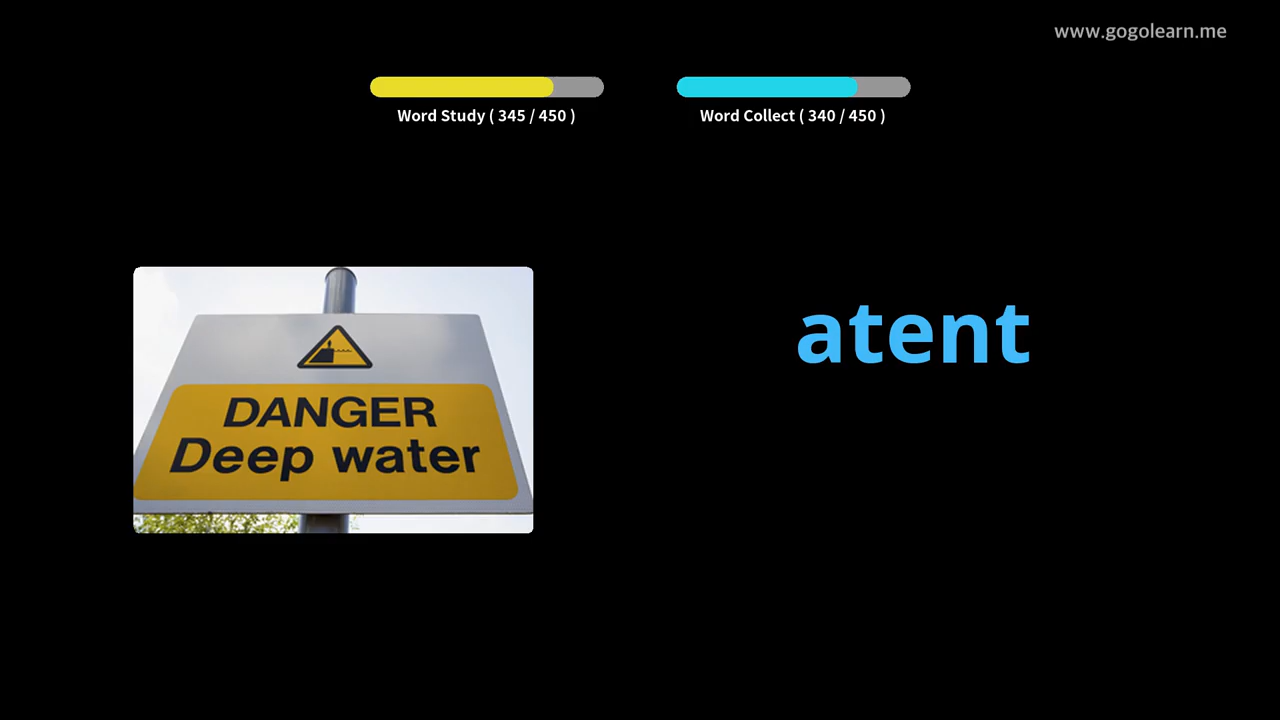 www.gogolearn.me
Word Study ( 345 / 450 )
Word Collect ( 340 / 450 )
DANGER
Deep water
atent